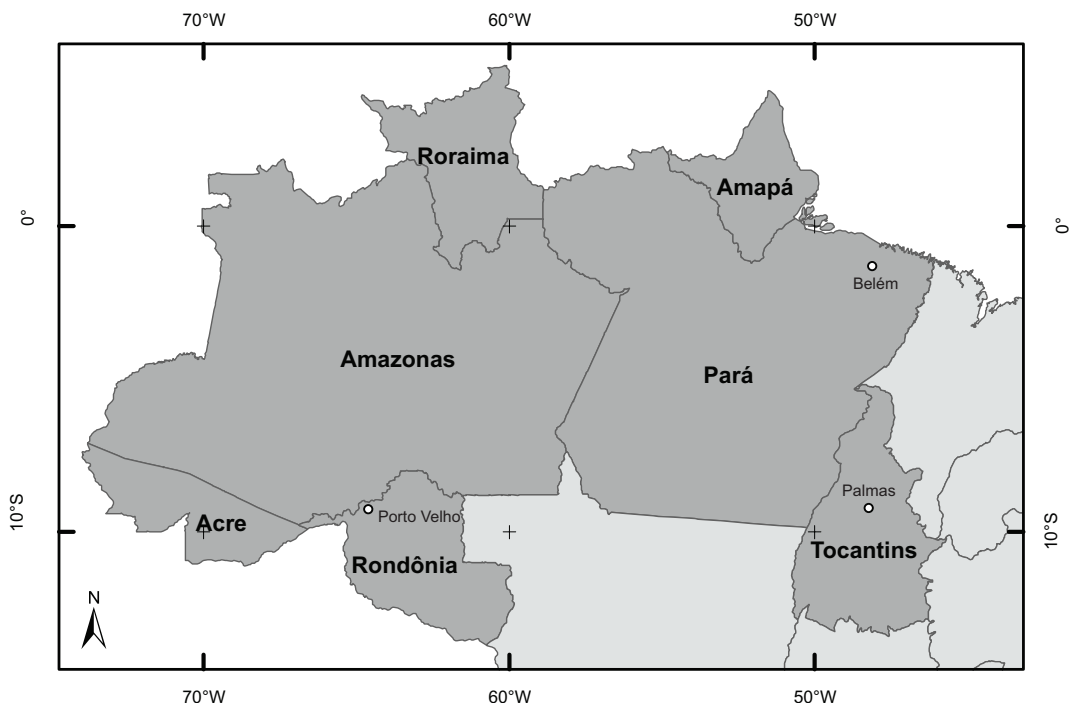 70°W 60°W 50°W
Roraima
Amapá
0° 0°
Belém
Amazonas
Pará
Palmas
Porto Velho
Acre
10°S 10°S
Tocantins
Rondônia
N
70°W 60°W 50°W